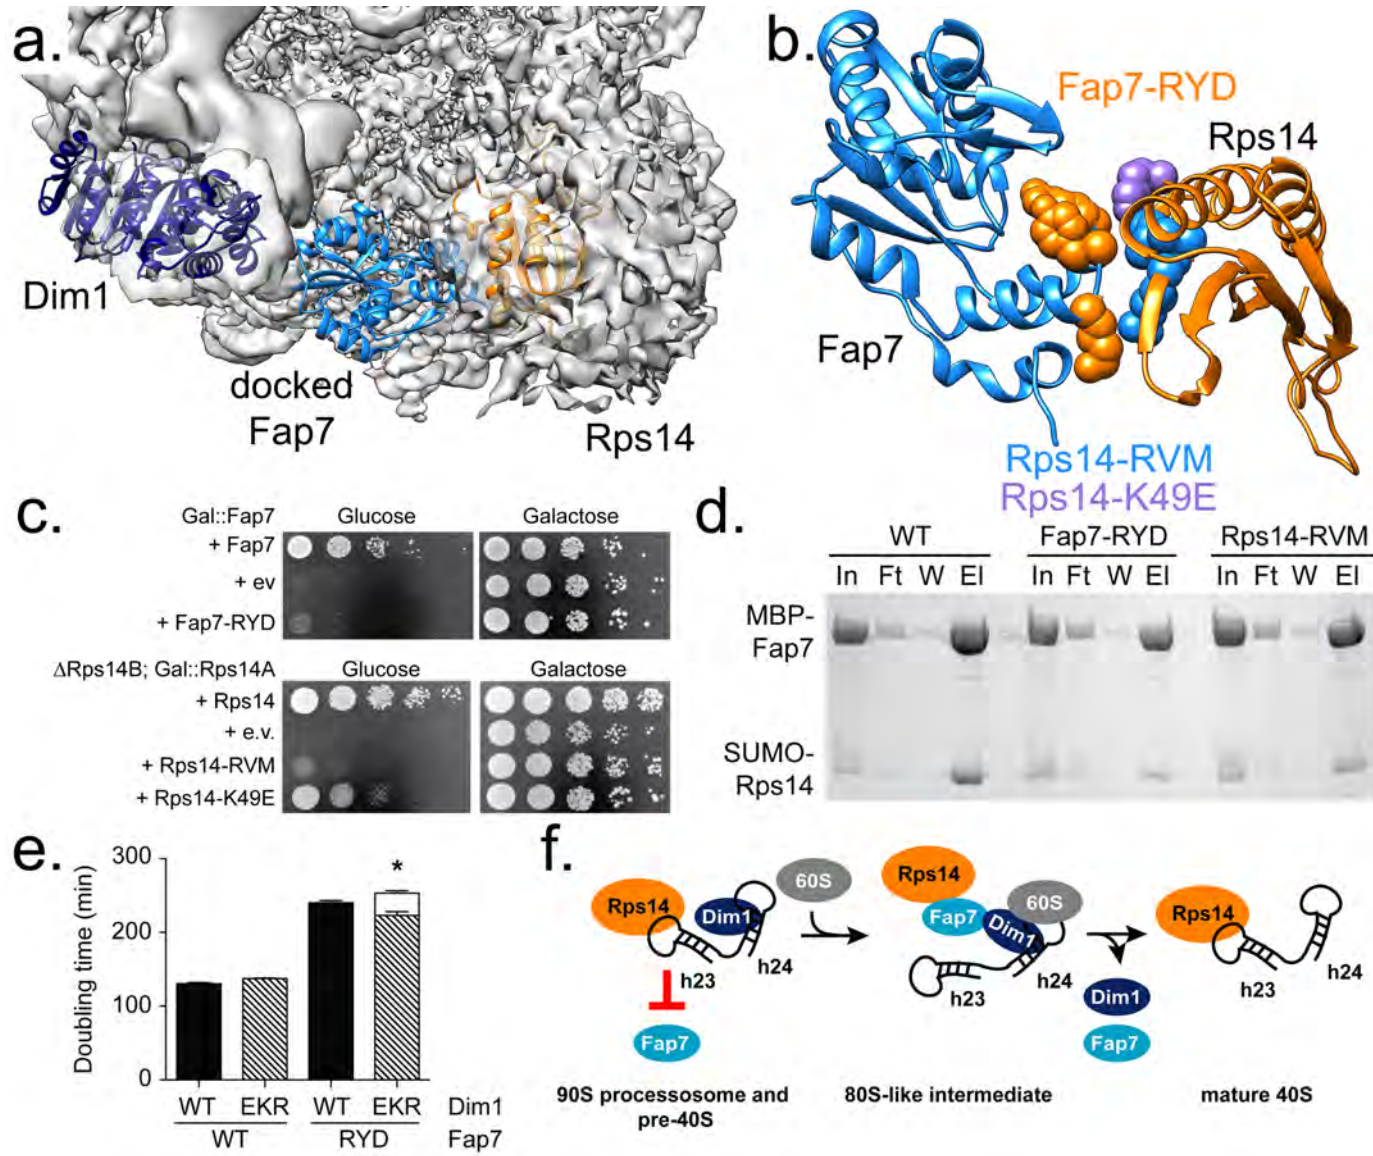 a.
Dim1
docked
Fap7
Rps14
b.
Fap7-RYD
Rps14
Fap7
Rps14-RVM
Rps14-K49E
c.
Gal::Fap7
Glucose
Galactose
+ Fap7
+ ev
+ Fap7-RYD
ΔRps14B; Gal::Rps14A
Glucose
Galactose
+ Rps14
+ e.v.
+ Rps14-RVM
+ Rps14-K49E
d.
WT
Fap7-RYD
Rps14-RVM
In Ft W El
In Ft W El
In Ft W El
MBP-
Fap7
SUMO-
Rps14
e.
Doubling time (min)
300
200
100
0
*
WT EKR WT EKR Dim1
WT RYD Fap7
f.
Rps14
Dim1
60S
h23
h24
Fap7
90S processosome and
pre-40S
Rps14
Fap7
Dim1
60S
h23
h24
80S-like intermediate
Dim1
Fap7
Rps14
h23
h24
mature 40S